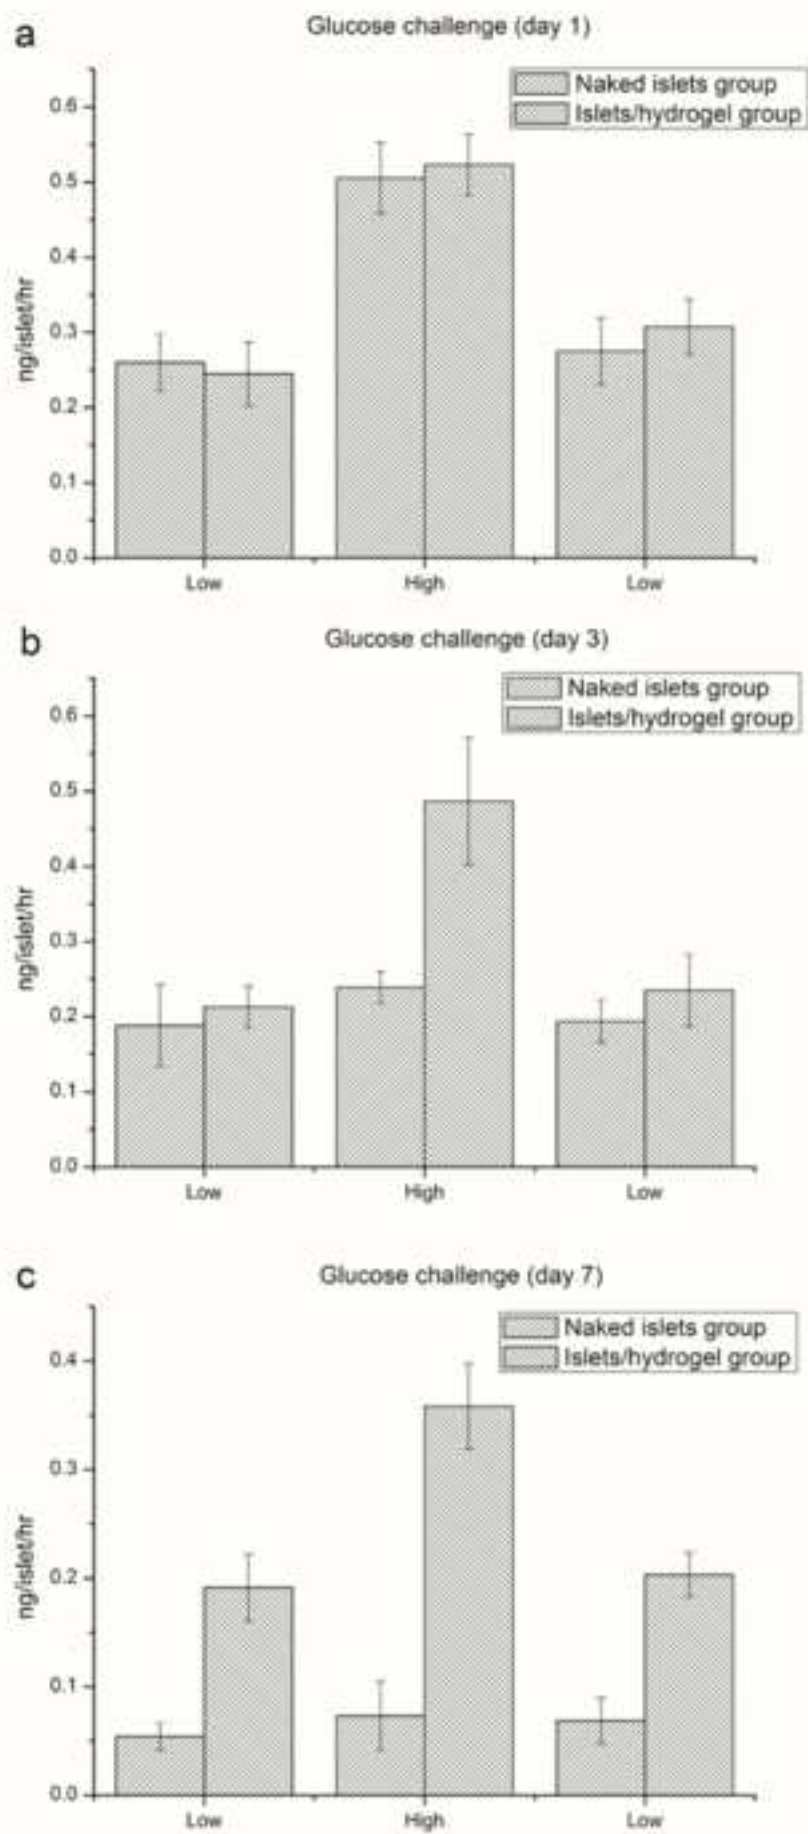 a
Glucose challenge (day 1)
Naked islets group
Islets/hydrogel group
ng/islet/hr
0.6
0.5
0.4
0.3
0.2
0.1
0.0
Low High Low
b
Glucose challenge (day 3)
Naked islets group
Islets/hydrogel group
ng/islet/hr
0.6
0.5
0.4
0.3
0.2
0.1
0.0
Low High Low
c
Glucose challenge (day 7)
Naked islets group
Islets/hydrogel group
ng/islet/hr
0.4
0.3
0.2
0.1
0.0
Low High Low